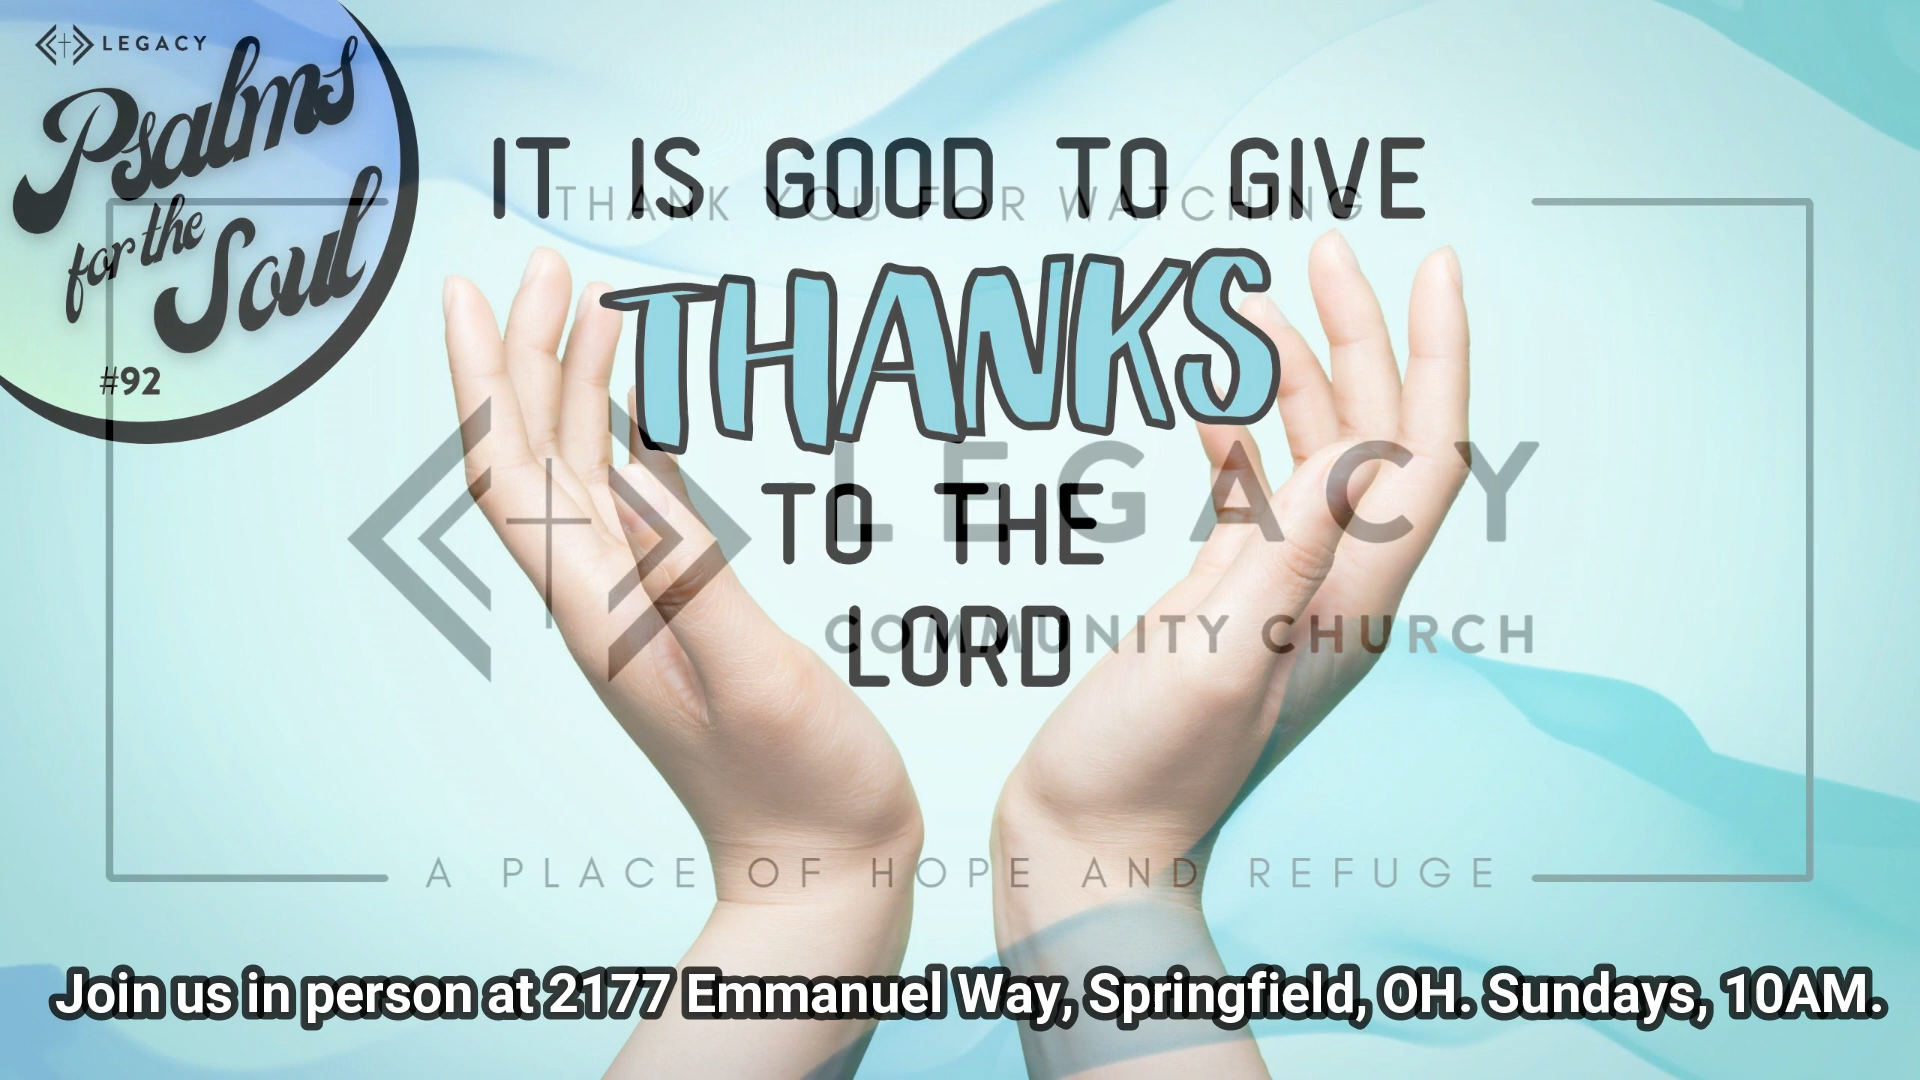 LEGACY
Psalms
for the
Soul
#92
IT IS GOOD TO GIVE
THANK YOU FOR WATCHING
THANKS
TO THE
LORD
LEGACY
COMMUNITY CHURCH
A PLACE OF HOPE AND REFUGE
Join us in person at 2177 Emmanuel Way, Springfield, OH. Sundays, 10AM.